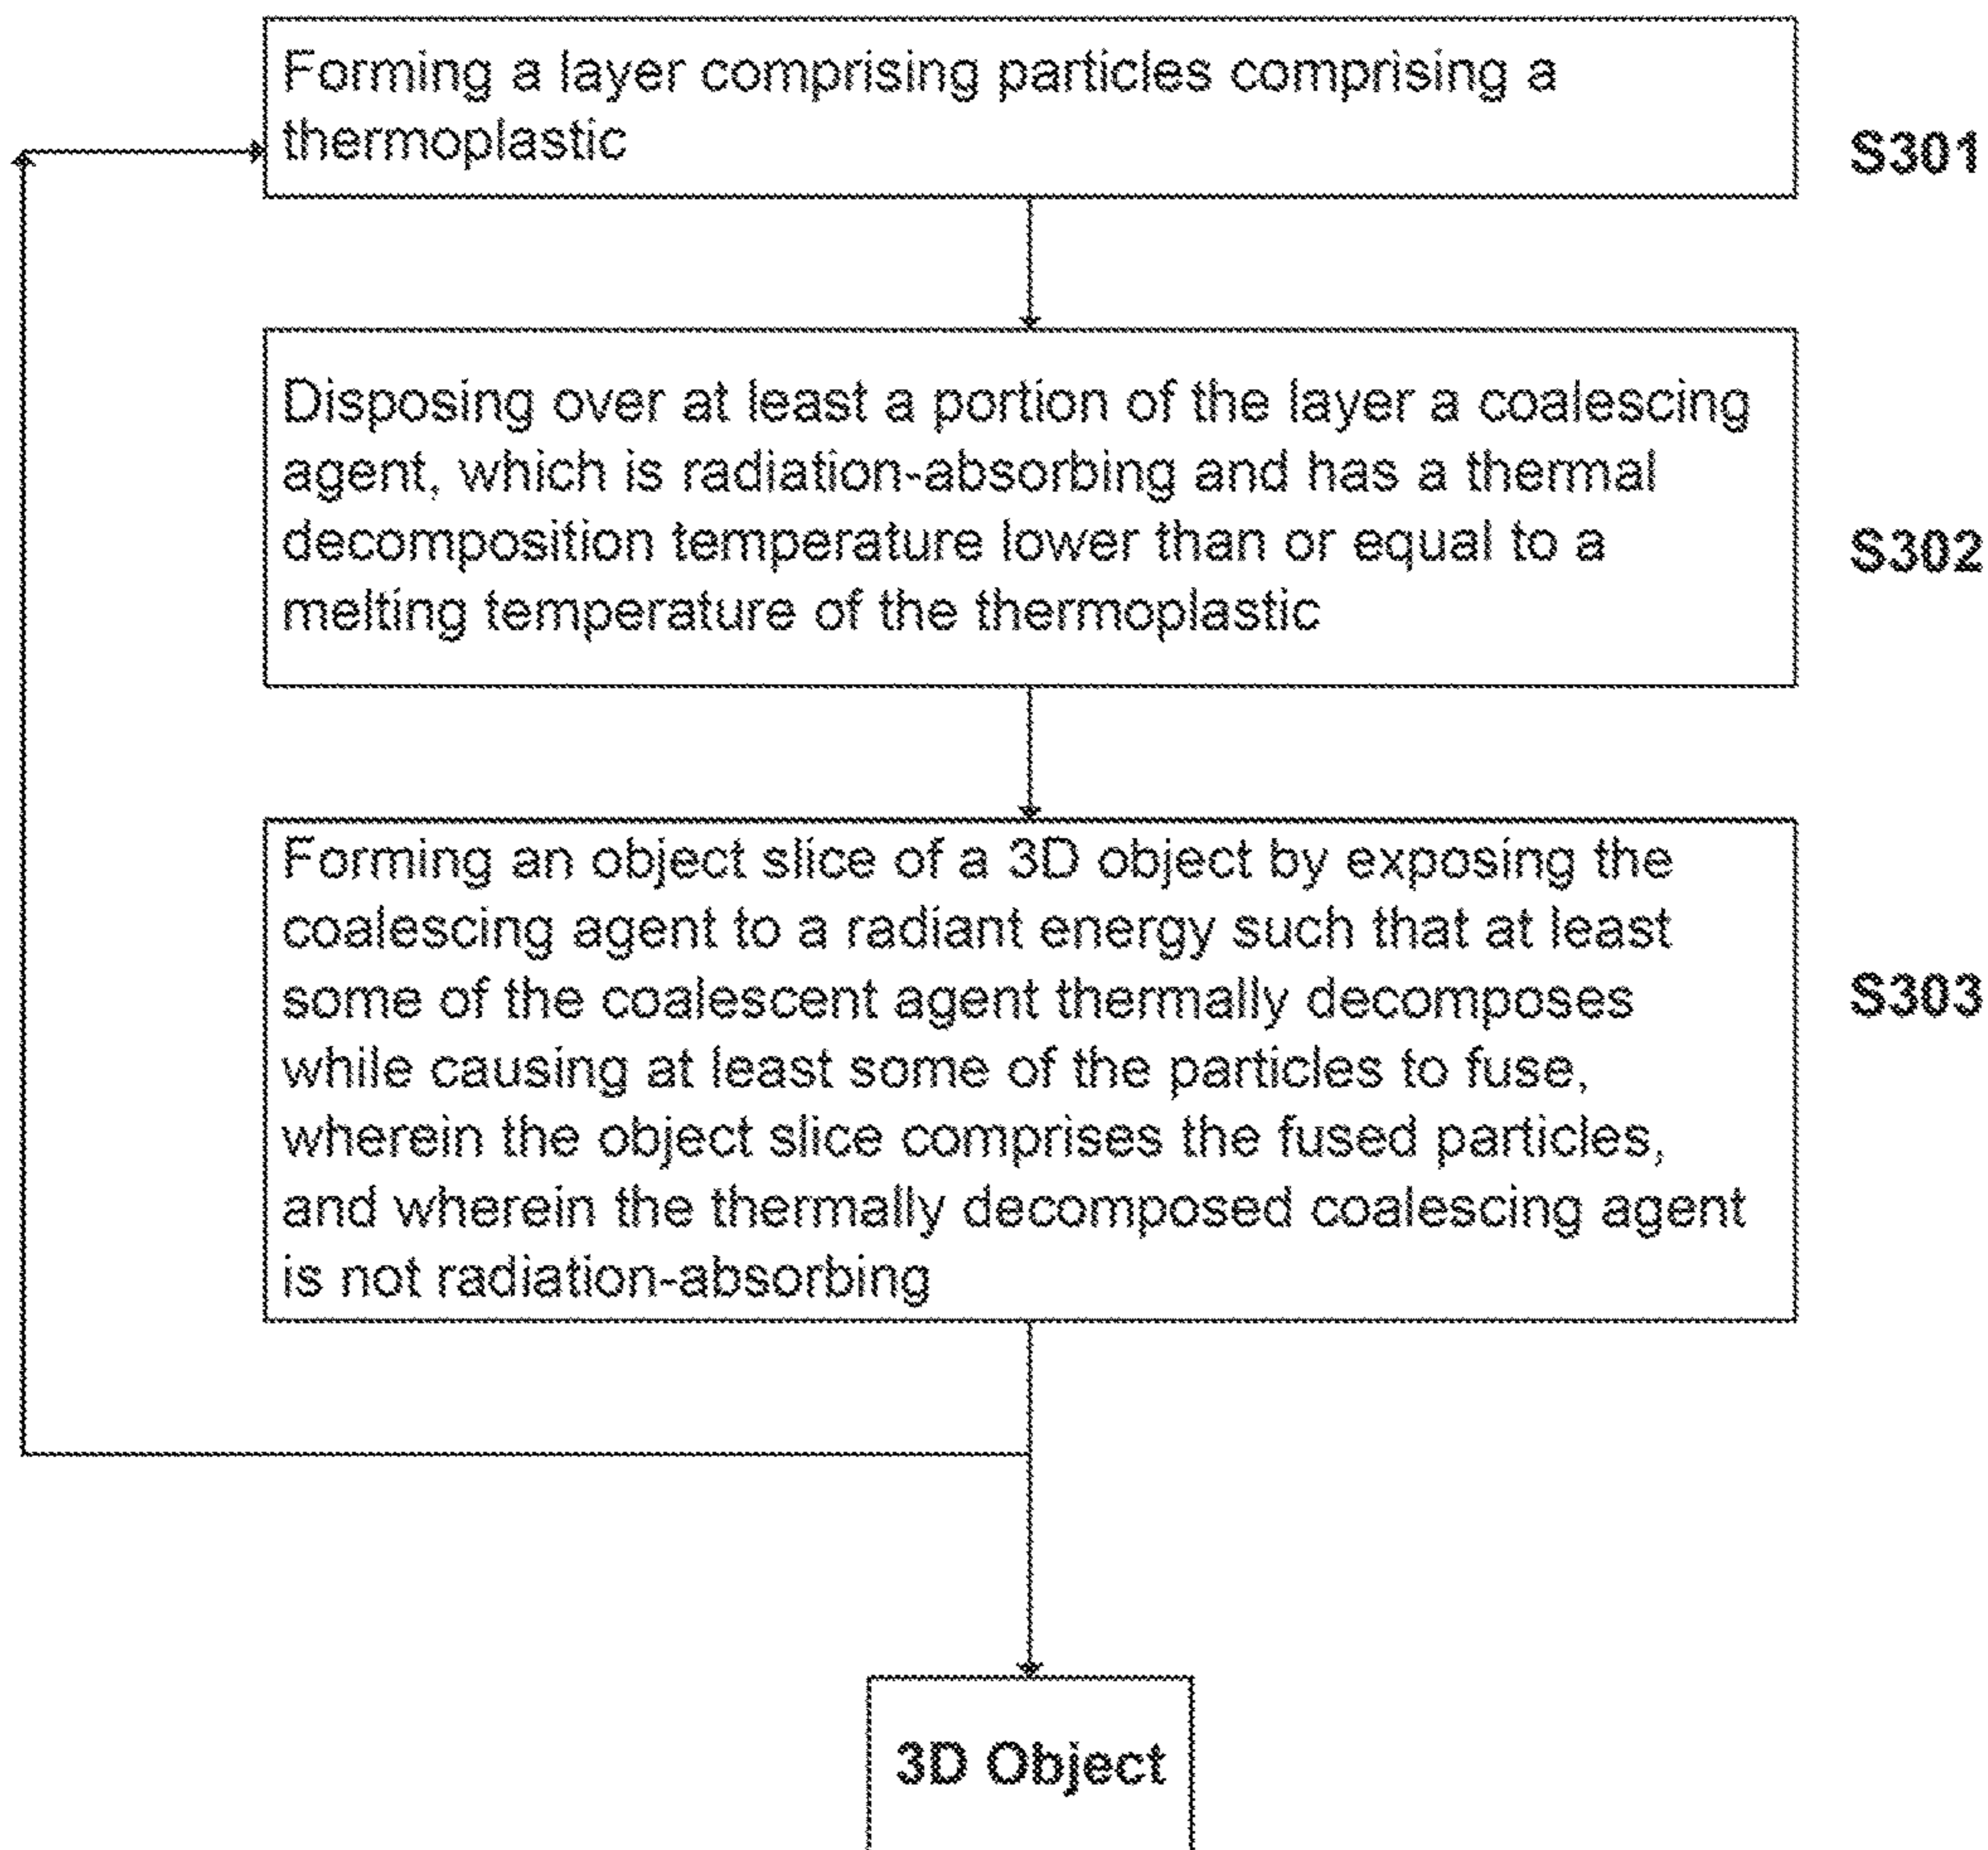 Forming a layer comprising particles comprising a
thermoplastic
S301
Disposing over at least a portion of the layer a coalescing
agent, which is radiation-absorbing and has a thermal
decomposition temperature lower than or equal to a
melting temperature of the thermoplastic
S302
Forming an object slice of a 3D object by exposing the
coalescing agent to a radiant energy such that at least
some of the coalescent agent thermally decomposes
while causing at least some of the particles to fuse,
wherein the object slice comprises the fused particles,
and wherein the thermally decomposed coalescing agent
is not radiation-absorbing
S303
3D Object